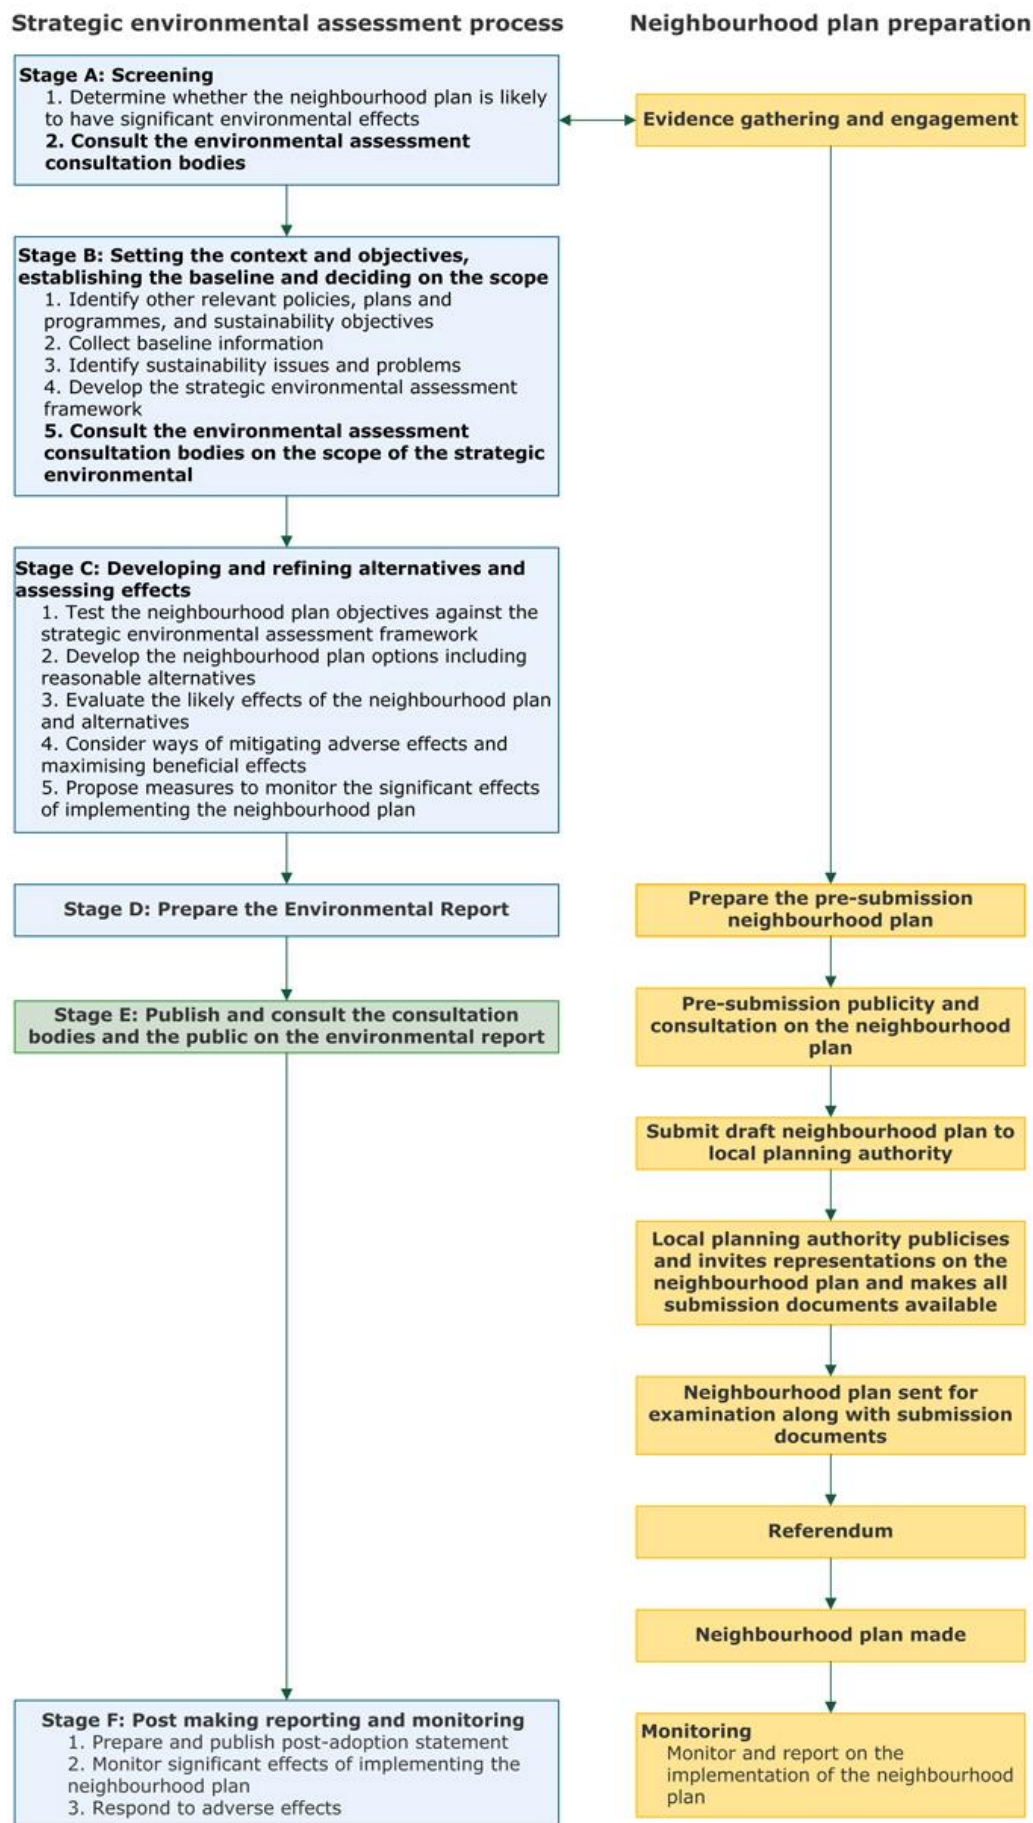 Strategic environmental assessment process
Neighbourhood plan preparation
Stage A: Screening
1. Determine whether the neighbourhood plan is likely
to have significant environmental effects
2. Consult the environmental assessment
consultation bodies
Evidence gathering and engagement
Stage B: Setting the context and objectives,
establishing the baseline and deciding on the scope
1. Identify other relevant policies, plans and
programmes, and sustainability objectives
2. Collect baseline information
3. Identify sustainability issues and problems
4. Develop the strategic environmental assessment
framework
5. Consult the environmental assessment
consultation bodies on the scope of the strategic
environmental
Stage C: Developing and refining alternatives and
assessing effects
1. Test the neighbourhood plan objectives against the
strategic environmental assessment framework
2. Develop the neighbourhood plan options including
reasonable alternatives
3. Evaluate the likely effects of the neighbourhood plan
and alternatives
4. Consider ways of mitigating adverse effects and
maximising beneficial effects
5. Propose measures to monitor the significant effects
of implementing the neighbourhood plan
Stage D: Prepare the Environmental Report
Prepare the pre-submission
neighbourhood plan
Stage E: Publish and consult the consultation
bodies and the public on the environmental report
Pre-submission publicity and
consultation on the neighbourhood
plan
Submit draft neighbourhood plan to
local planning authority
Local planning authority publicises
and invites representations on the
neighbourhood plan and makes all
submission documents available
Neighbourhood plan sent for
examination along with submission
documents
Referendum
Neighbourhood plan made
Stage F: Post making reporting and monitoring
1. Prepare and publish post-adoption statement
2. Monitor significant effects of implementing the
neighbourhood plan
3. Respond to adverse effects
Monitoring
Monitor and report on the
implementation of the neighbourhood
plan